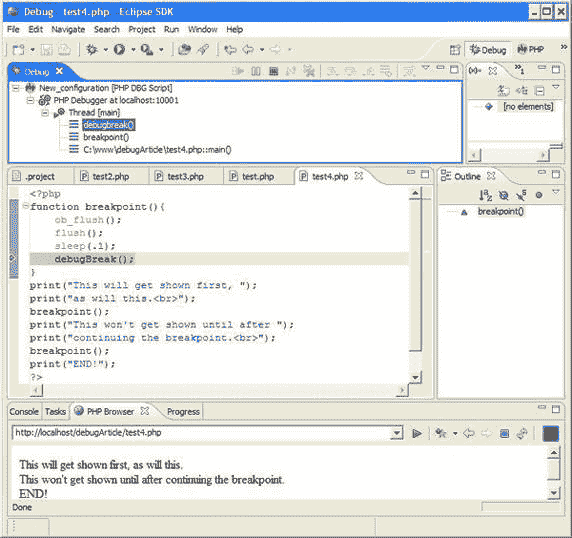 Debug - test4.php - Eclipse SDK
File Edit Navigate Search Project Run Window Help
Debug PHP
Debug
New_configuration [PHP DBG Script]
PHP Debugger at localhost:10001
Thread [main]
debugbreak()
breakpoint()
C:\www\debugArticle\test4.php::main()
(x)= 1
[no elements]
.project test2.php test3.php test.php test4.php
<?php
function breakpoint(){
ob_flush();
flush();
sleep(.1);
debugBreak();
}
print("This will get shown first, ");
print("as will this.<br>");
breakpoint();
print("This won't get shown until after ");
print("continuing the breakpoint.<br>");
breakpoint();
print("END!");
?>
Outline
breakpoint()
Console Tasks PHP Browser Progress
http://localhost/debugArticle/test4.php
This will get shown first, as will this.
This won't get shown until after continuing the breakpoint.
END!
Done